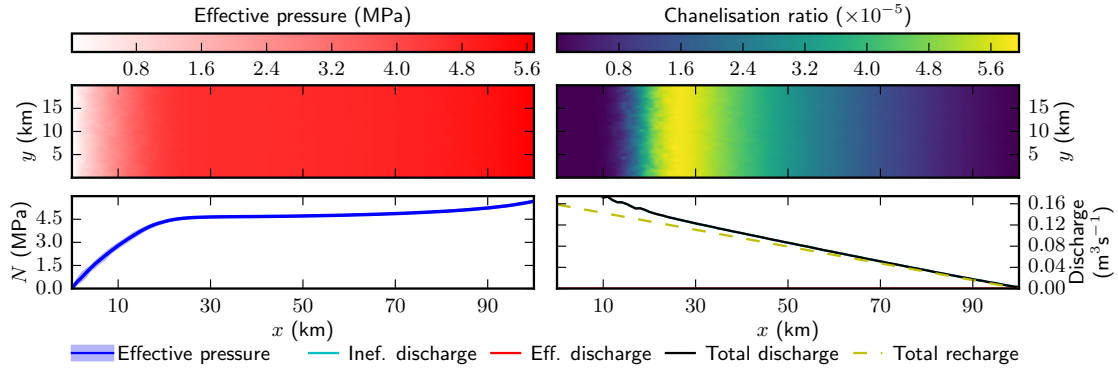 Effective pressure (MPa)
Chanelisation ratio (×10⁻⁵)
0.8 1.6 2.4 3.2 4.0 4.8 5.6
0.8 1.6 2.4 3.2 4.0 4.8 5.6
y (km)
15
10
5
15
10
5
y (km)
N (MPa)
4.5
3.0
1.5
0.0
0.16
0.12
0.08
0.04
0.00
Discharge
(m³s⁻¹)
10 30 50 70 90
10 30 50 70 90
x (km)
x (km)
Effective pressure Inef. discharge Eff. discharge Total discharge Total recharge